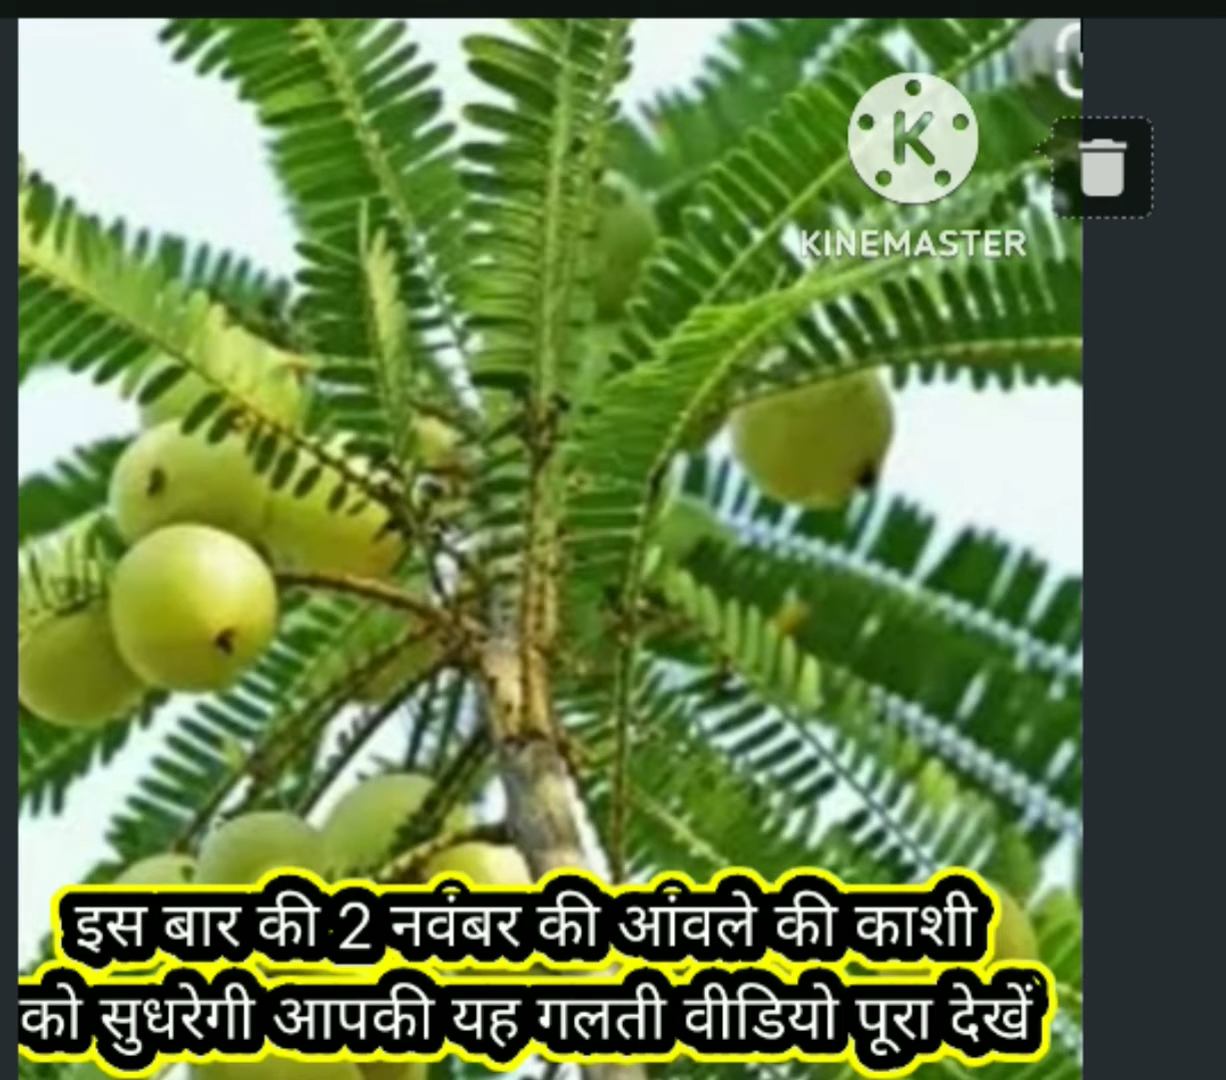 K
KINEMASTER
इस बार की 2 नवंबर की आंवले की काशी
को सुधरेगी आपकी यह गलती वीडियो पूरा देखें